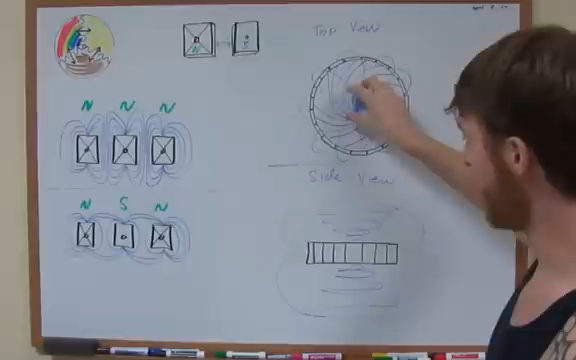 N S
Top View
N N N
Side View
N S N